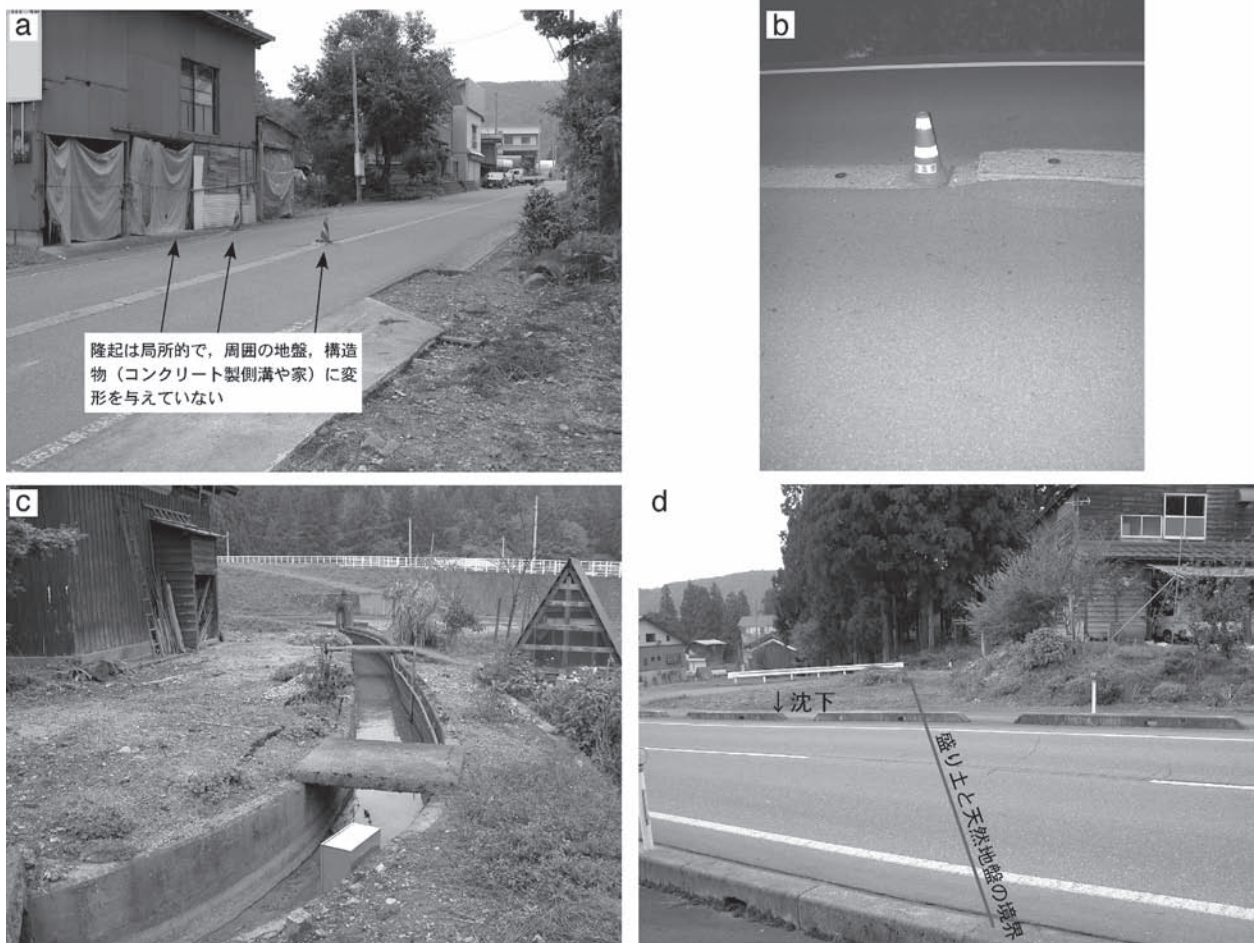 a
b
隆起は局所的で，周囲の地盤，構造
物（コンクリート製側溝や家）に変
形を与えていない
c
d
↓沈下
盛り土と天然地盤の境界